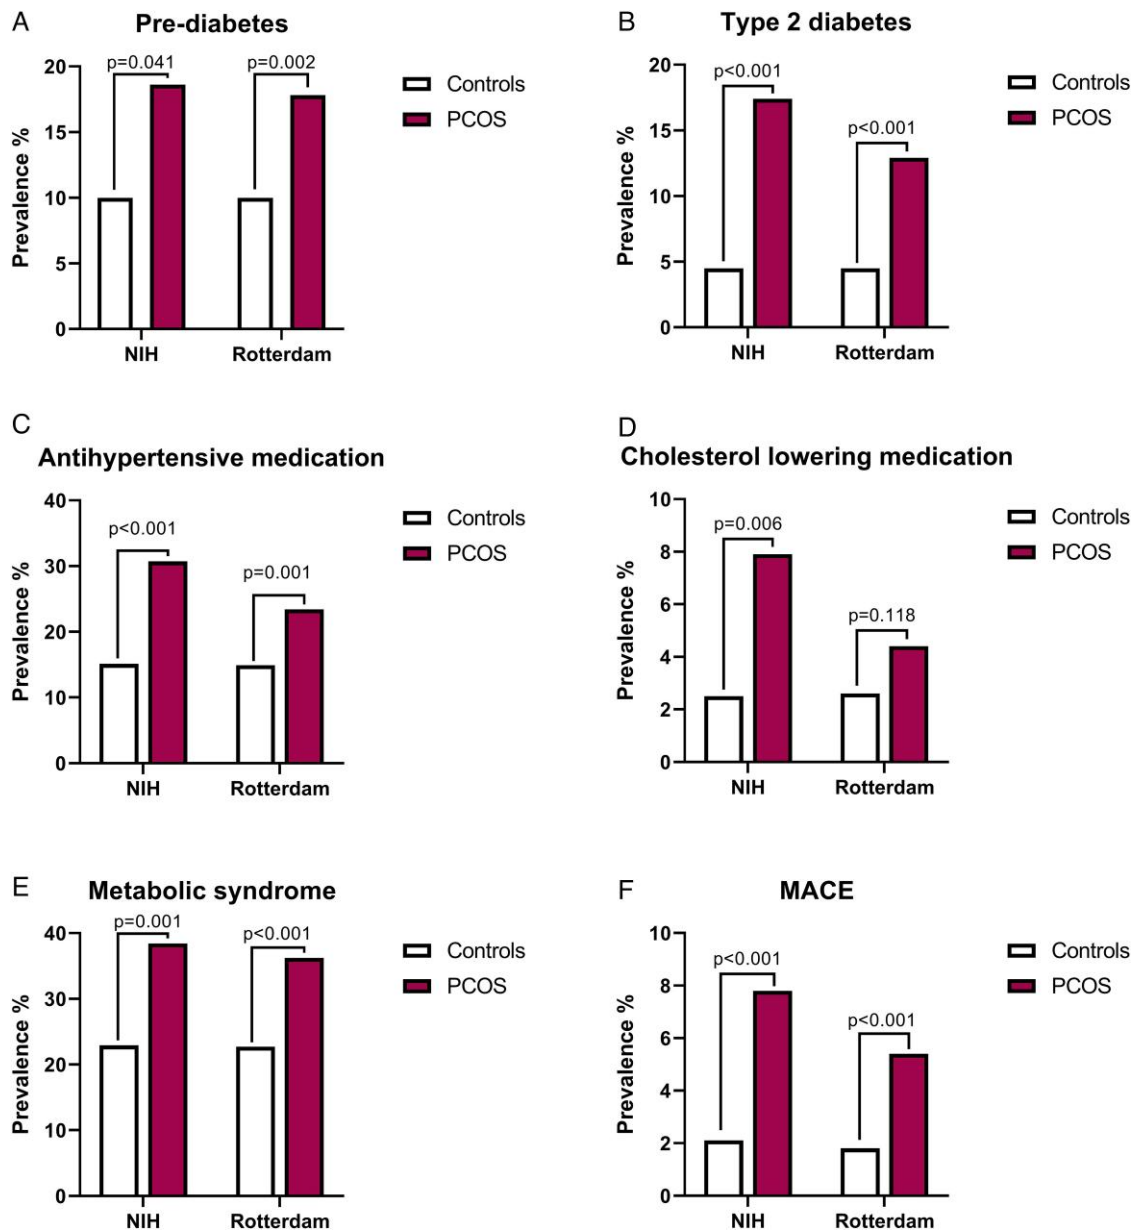 A
Pre-diabetes
p=0.041
p=0.002
Controls
PCOS
Prevalence %
20
15
10
5
0
NIH
Rotterdam
B
Type 2 diabetes
p<0.001
p<0.001
Controls
PCOS
Prevalence %
20
15
10
5
0
NIH
Rotterdam
C
Antihypertensive medication
p<0.001
p=0.001
Controls
PCOS
Prevalence %
40
30
20
10
0
NIH
Rotterdam
D
Cholesterol lowering medication
p=0.006
p=0.118
Controls
PCOS
Prevalence %
10
8
6
4
2
0
NIH
Rotterdam
E
Metabolic syndrome
p=0.001
p<0.001
Controls
PCOS
Prevalence %
40
30
20
10
0
NIH
Rotterdam
F
MACE
p<0.001
p<0.001
Controls
PCOS
Prevalence %
10
8
6
4
2
0
NIH
Rotterdam